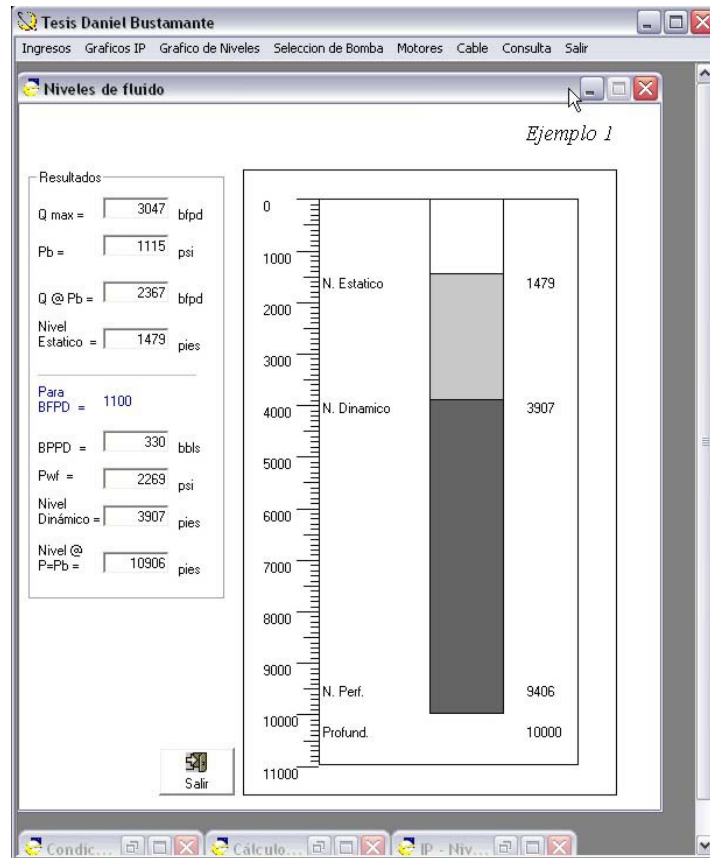 Tesis Daniel Bustamante
Ingresos Graficos IP Grafico de Niveles Seleccion de Bomba Motores Cable Consulta Salir
Niveles de fluido
Ejemplo 1
Resultados
Q max = 3047 bfpd
Pb = 1115 psi
Q @ Pb = 2367 bfpd
Nivel
Estatico = 1479 pies
Para
BFPD = 1100
BPPD = 330 bbls
Pwf = 2269 psi
Nivel
Dinámico = 3907 pies
Nivel @
P=Pb = 10906 pies
Salir
0
1000
N. Estatico 1479
2000
3000
4000 N. Dinamico 3907
5000
6000
7000
8000
9000
N. Perf. 9406
10000
Profund. 10000
11000
Condic... Cálculo... IP - Niv...